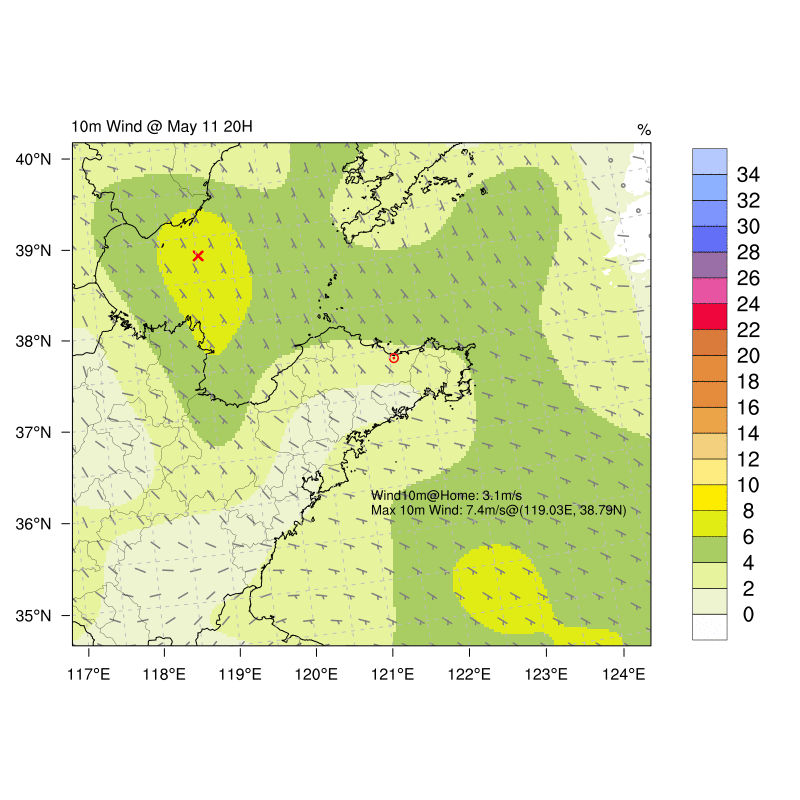 10m Wind @ May 11 20H
%
40°N
39°N
38°N
37°N
36°N
35°N
117°E 118°E 119°E 120°E 121°E 122°E 123°E 124°E
Wind10m@Home: 3.1m/s
Max 10m Wind: 7.4m/s@(119.03E, 38.79N)
34
32
30
28
26
24
22
20
18
16
14
12
10
8
6
4
2
0